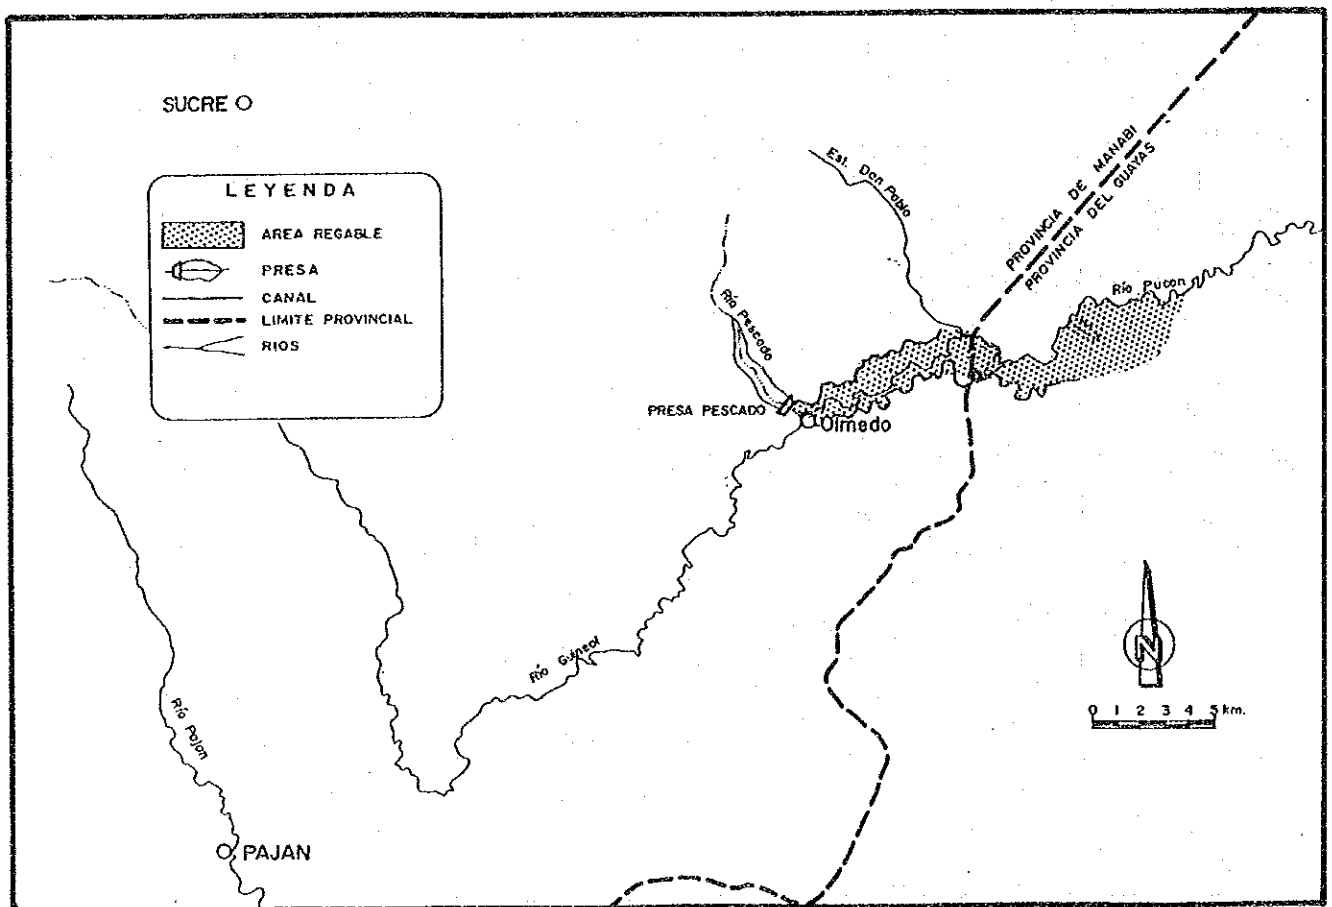 SUCRE
LEYENDA
AREA REGABLE
PRESA
CANAL
LIMITE PROVINCIAL
RIOS
Est. Don Pablo
PROVINCIA DE MANABI
PROVINCIA DEL GUAYAS
Río Pucon
Río Pescado
PRESA PESCADO
Olmedo
Río Guineal
Río Pajan
PAJAN
N
0 1 2 3 4 5 km.